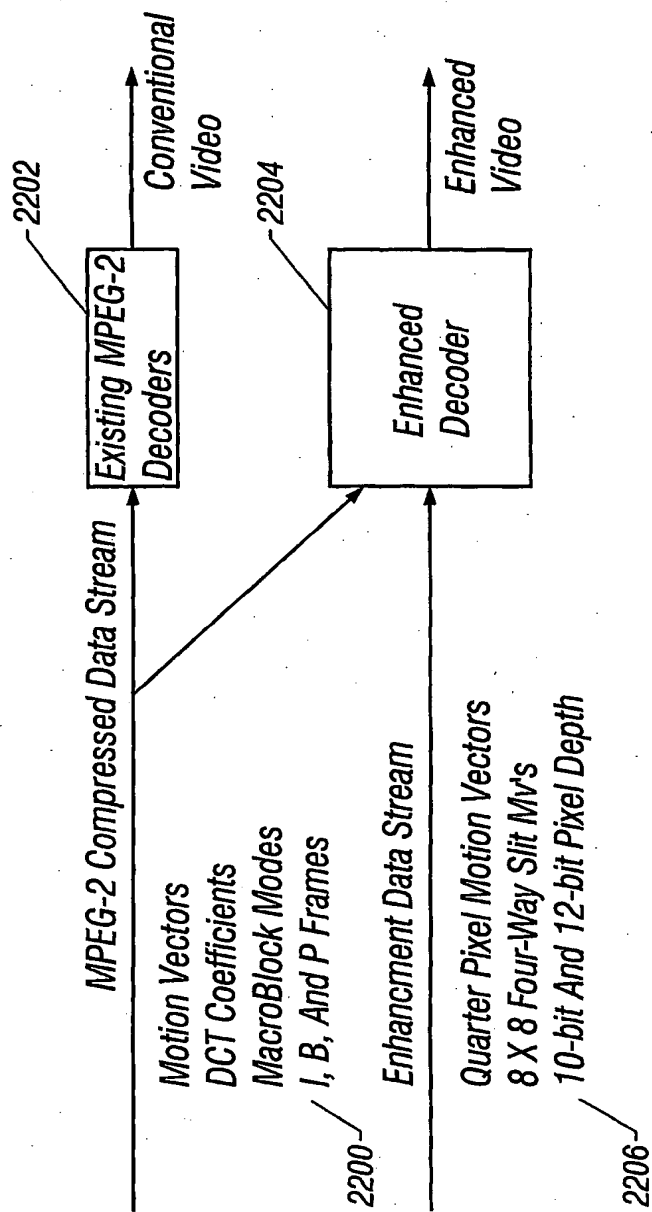 MPEG-2 Compressed Data Stream
Motion Vectors
DCT Coefficients
MacroBlock Modes
I, B, And P Frames
2200
Existing MPEG-2
Decoders
2202
Conventional
Video
Enhancment Data Stream
Quarter Pixel Motion Vectors
8 X 8 Four-Way Slit Mv's
10-bit And 12-bit Pixel Depth
2206
Enhanced
Decoder
2204
Enhanced
Video